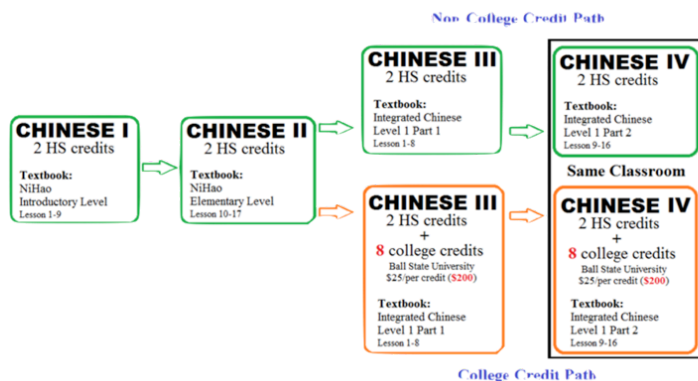 Non College Credit Path
CHINESE I
2 HS credits
Textbook:
NiHao
Introductory Level
Lesson 1-9
CHINESE II
2 HS credits
Textbook:
NiHao
Elementary Level
Lesson 10-17
CHINESE III
2 HS credits
Textbook:
Integrated Chinese
Level 1 Part 1
Lesson 1-8
CHINESE IV
2 HS credits
Textbook:
Integrated Chinese
Level 1 Part 2
Lesson 9-16
Same Classroom
CHINESE III
2 HS credits
+
8 college credits
Ball State University
$25/per credit ($200)
Textbook:
Integrated Chinese
Level 1 Part 1
Lesson 1-8
CHINESE IV
2 HS credits
+
8 college credits
Ball State University
$25/per credit ($200)
Textbook:
Integrated Chinese
Level 1 Part 2
Lesson 9-16
College Credit Path